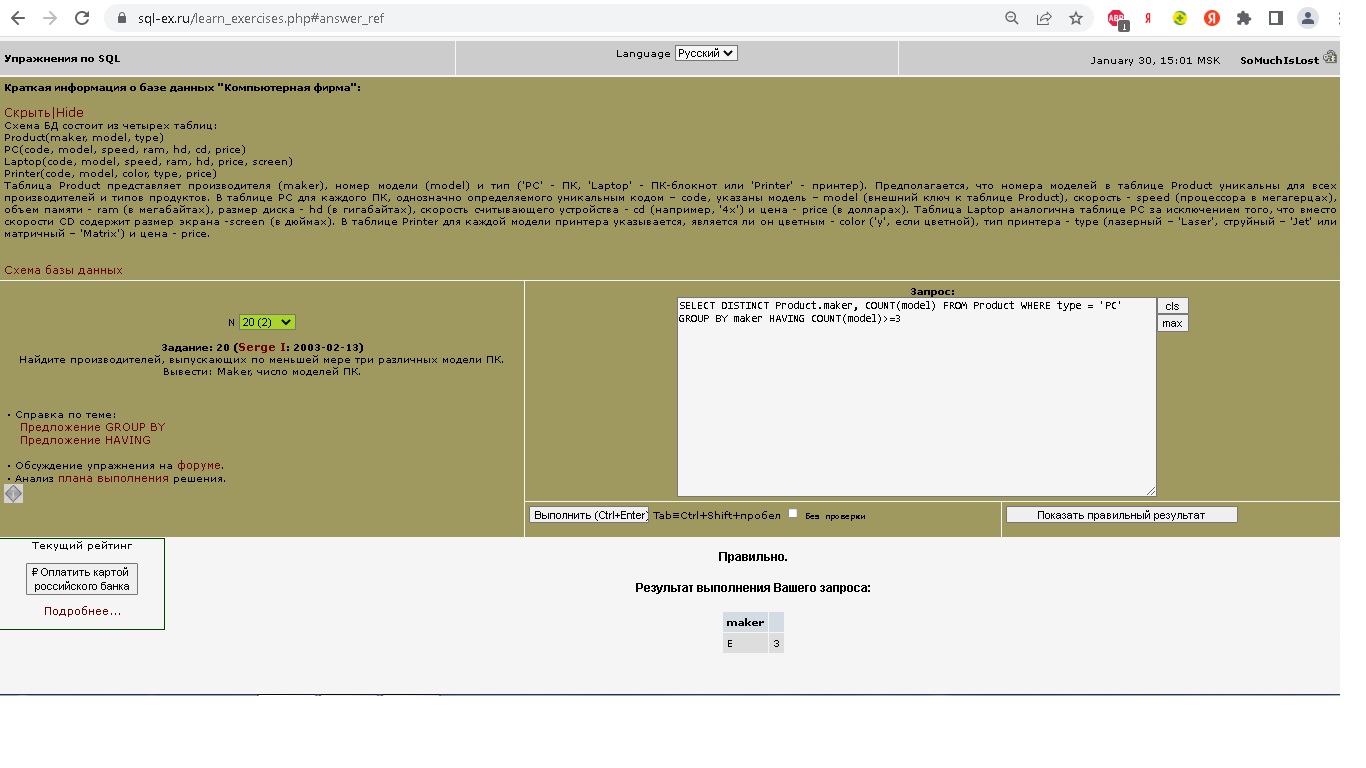 sql-ex.ru/learn_exercises.php#answer_ref
ABP
1
Я
Я
Упражнения по SQL
Language Русский
January 30, 15:01 MSK SoMuchIsLost
Краткая информация о базе данных "Компьютерная фирма":
Скрыть|Hide
Схема БД состоит из четырех таблиц:
Product(maker, model, type)
PC(code, model, speed, ram, hd, cd, price)
Laptop(code, model, speed, ram, hd, price, screen)
Printer(code, model, color, type, price)
Таблица Product представляет производителя (maker), номер модели (model) и тип ('PC' - ПК, 'Laptop' - ПК-блокнот или 'Printer' - принтер). Предполагается, что номера моделей в таблице Product уникальны для всех
производителей и типов продуктов. В таблице PC для каждого ПК, однозначно определяемого уникальным кодом – code, указаны модель – model (внешний ключ к таблице Product), скорость - speed (процессора в мегагерцах),
объем памяти - ram (в мегабайтах), размер диска - hd (в гигабайтах), скорость считывающего устройства - cd (например, '4x') и цена - price (в долларах). Таблица Laptop аналогична таблице PC за исключением того, что вместо
скорости CD содержит размер экрана -screen (в дюймах). В таблице Printer для каждой модели принтера указывается, является ли он цветным - color ('y', если цветной), тип принтера - type (лазерный – 'Laser', струйный – 'Jet' или
матричный – 'Matrix') и цена - price.
Схема базы данных
N 20 (2)
Задание: 20 (Serge I: 2003-02-13)
Найдите производителей, выпускающих по меньшей мере три различных модели ПК.
Вывести: Maker, число моделей ПК.
• Справка по теме:
Предложение GROUP BY
Предложение HAVING
• Обсуждение упражнения на форуме.
• Анализ плана выполнения решения.
Запрос:
SELECT DISTINCT Product.maker, COUNT(model) FROM Product WHERE type = 'PC'
GROUP BY maker HAVING COUNT(model)>=3
cls
max
Выполнить (Ctrl+Enter) Tab≡Ctrl+Shift+пробел Без проверки
Показать правильный результат
Текущий рейтинг
₽ Оплатить картой
российского банка
Подробнее...
Правильно.
Результат выполнения Вашего запроса:
maker
E 3